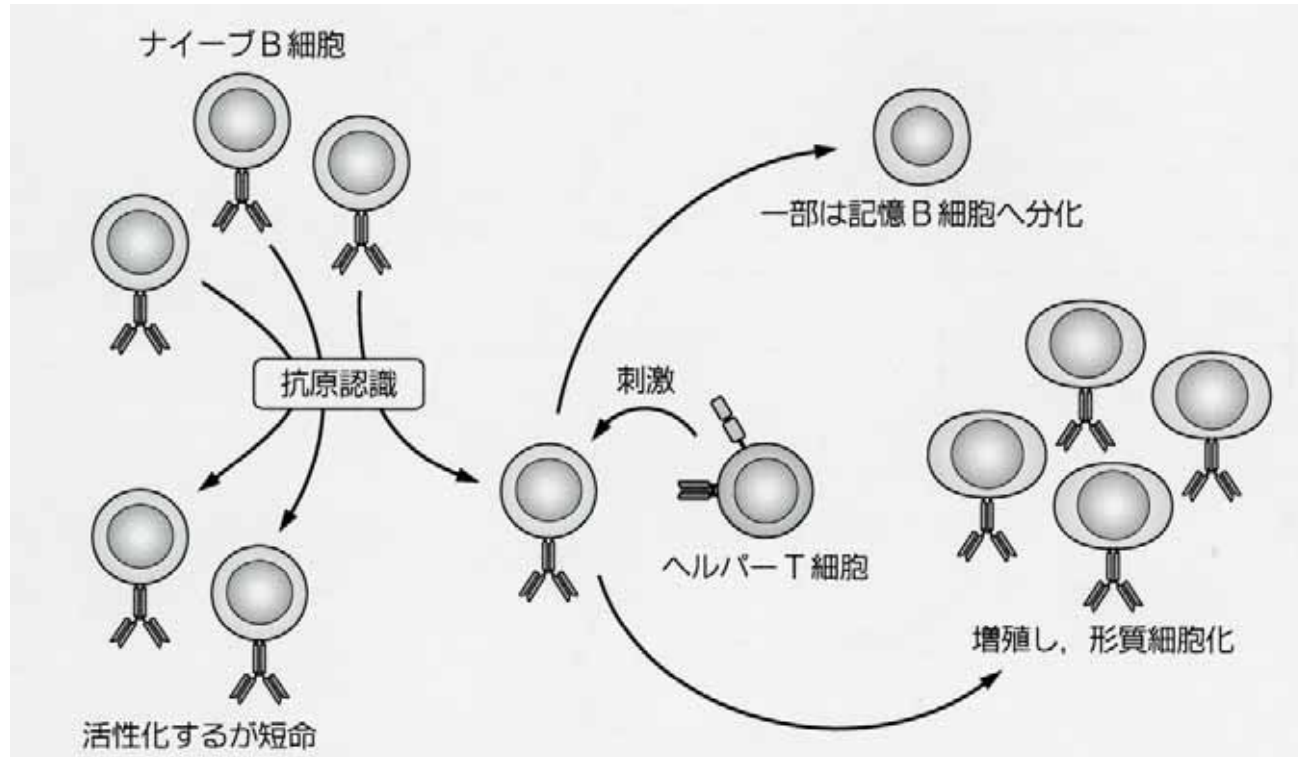 ナイーブB細胞
一部は記憶B細胞へ分化
抗原認識
刺激
ヘルパーT細胞
増殖し，形質細胞化
活性化するが短命